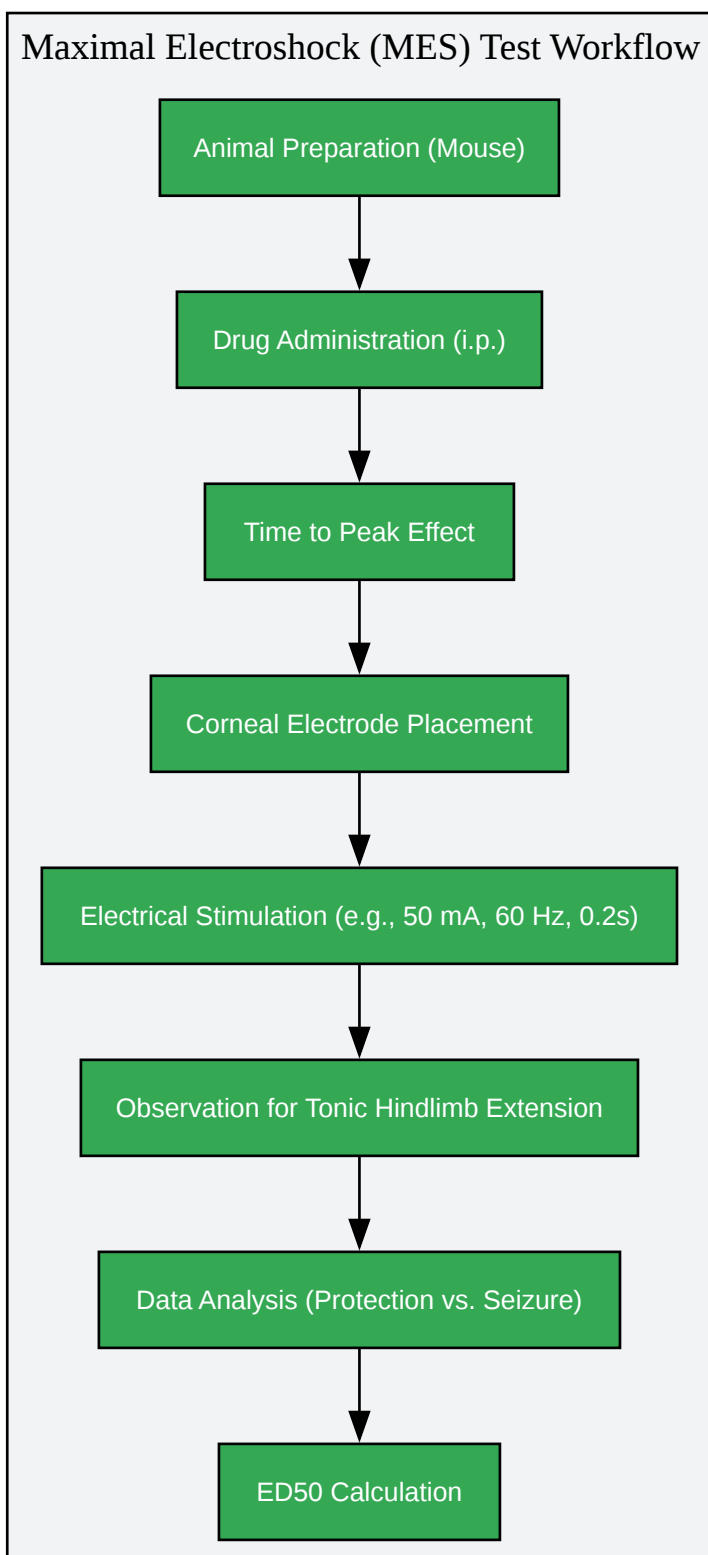 Maximal Electroshock (MES) Test Workflow
Animal Preparation (Mouse)
Drug Administration (i.p.)
Time to Peak Effect
Corneal Electrode Placement
Electrical Stimulation (e.g., 50 mA, 60 Hz, 0.2s)
Observation for Tonic Hindlimb Extension
Data Analysis (Protection vs. Seizure)
ED50 Calculation